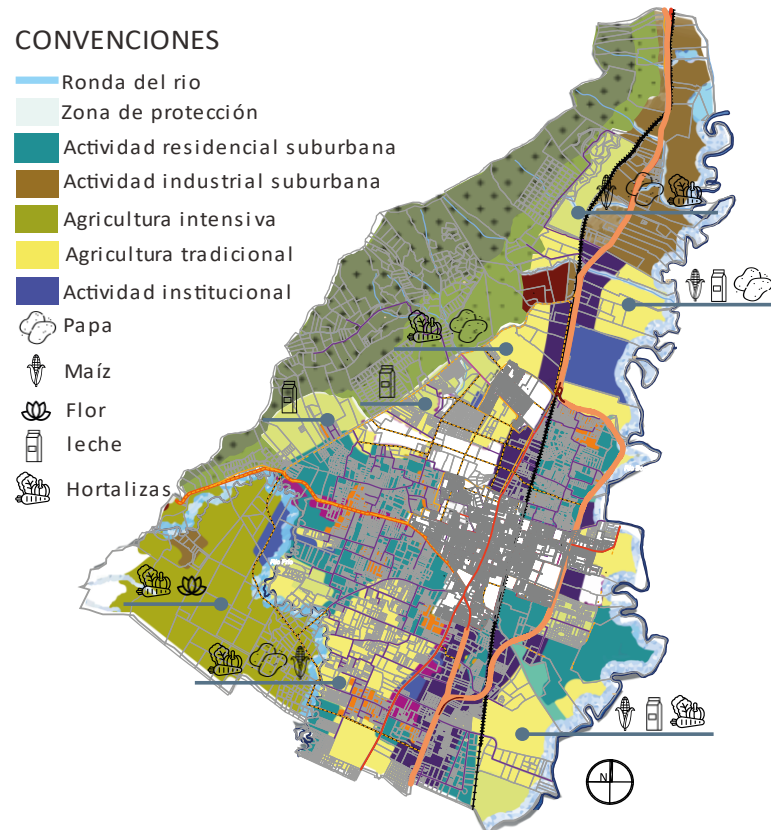 CONVENCIONES
Ronda del rio
Zona de protección
Actividad residencial suburbana
Actividad industrial suburbana
Agricultura intensiva
Agricultura tradicional
Actividad institucional
Papa
Maíz
Flor
leche
Hortalizas
N